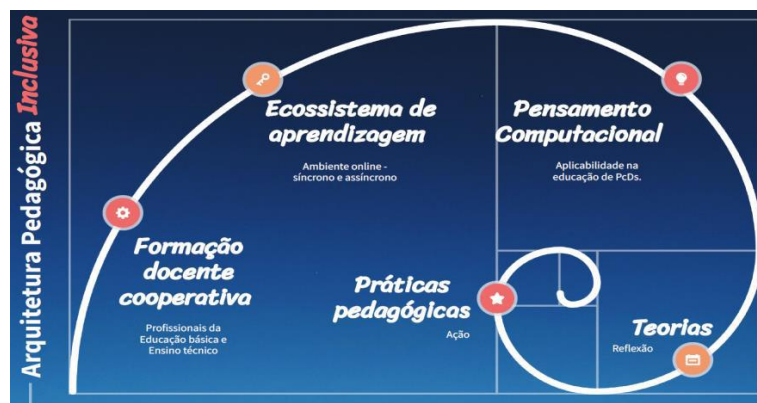 Arquitetura Pedagógica Inclusiva
Ecossistema de
aprendizagem
Ambiente online -
síncrono e assíncrono
Pensamento
Computacional
Aplicabilidade na
educação de PcDs.
Formação
docente
cooperativa
Profissionais da
Educação básica e
Ensino técnico
Práticas
pedagógicas
Ação
Teorias
Reflexão